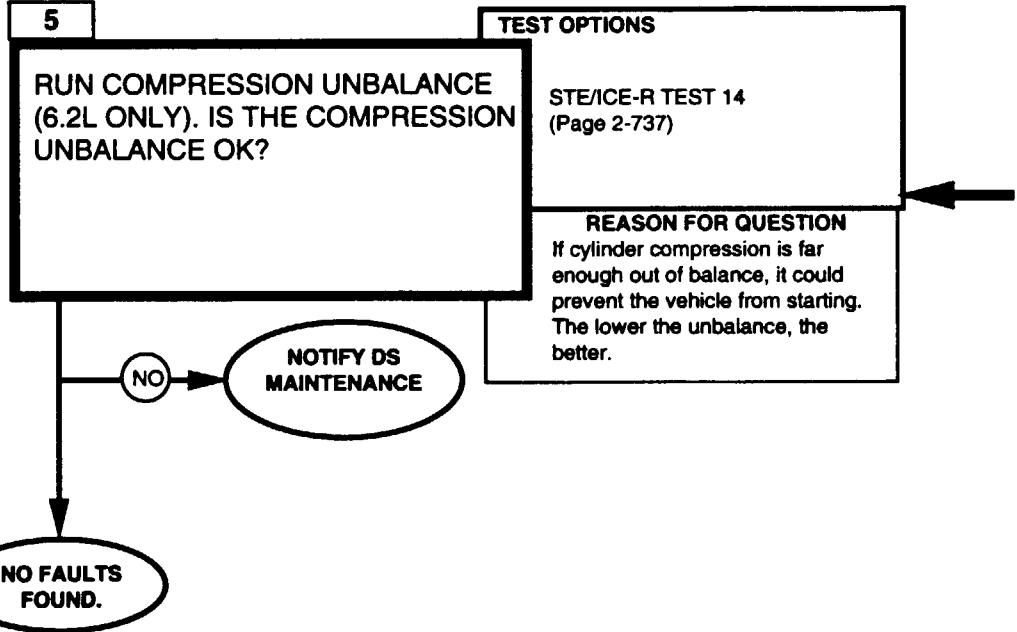 5
RUN COMPRESSION UNBALANCE
(6.2L ONLY). IS THE COMPRESSION
UNBALANCE OK?
TEST OPTIONS
STE/ICE-R TEST 14
(Page 2-737)
REASON FOR QUESTION
If cylinder compression is far
enough out of balance, it could
prevent the vehicle from starting.
The lower the unbalance, the
better.
NO
NOTIFY DS
MAINTENANCE
NO FAULTS
FOUND.